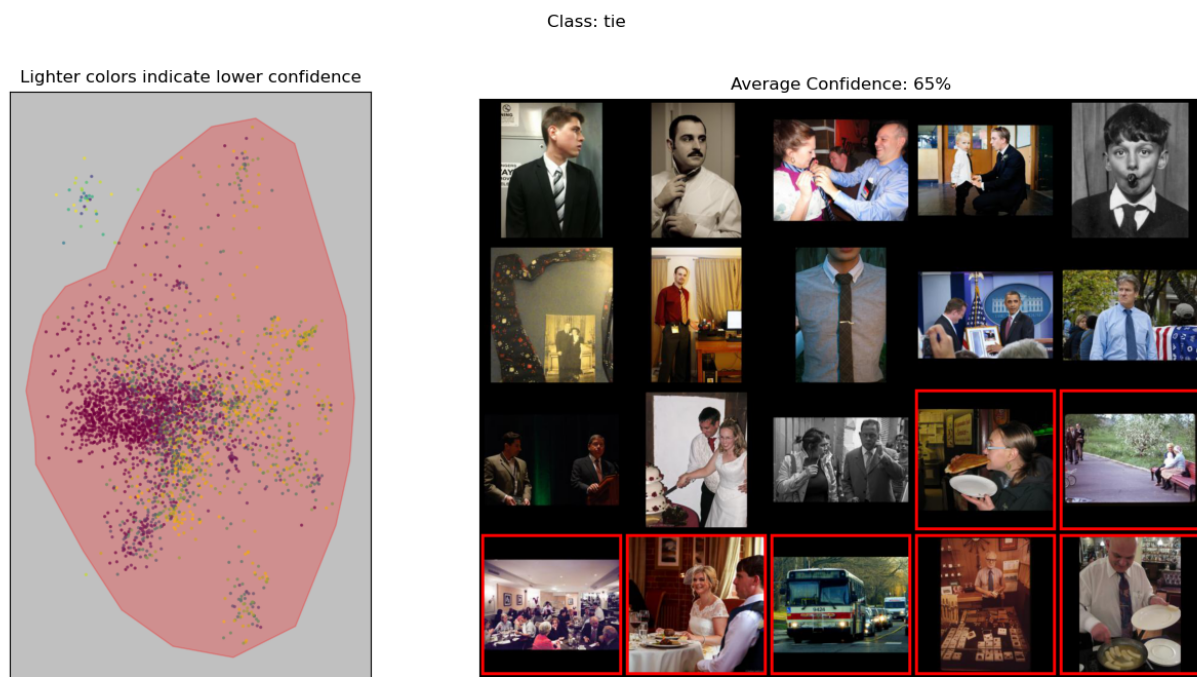 Class: tie
Lighter colors indicate lower confidence
Average Confidence: 65%